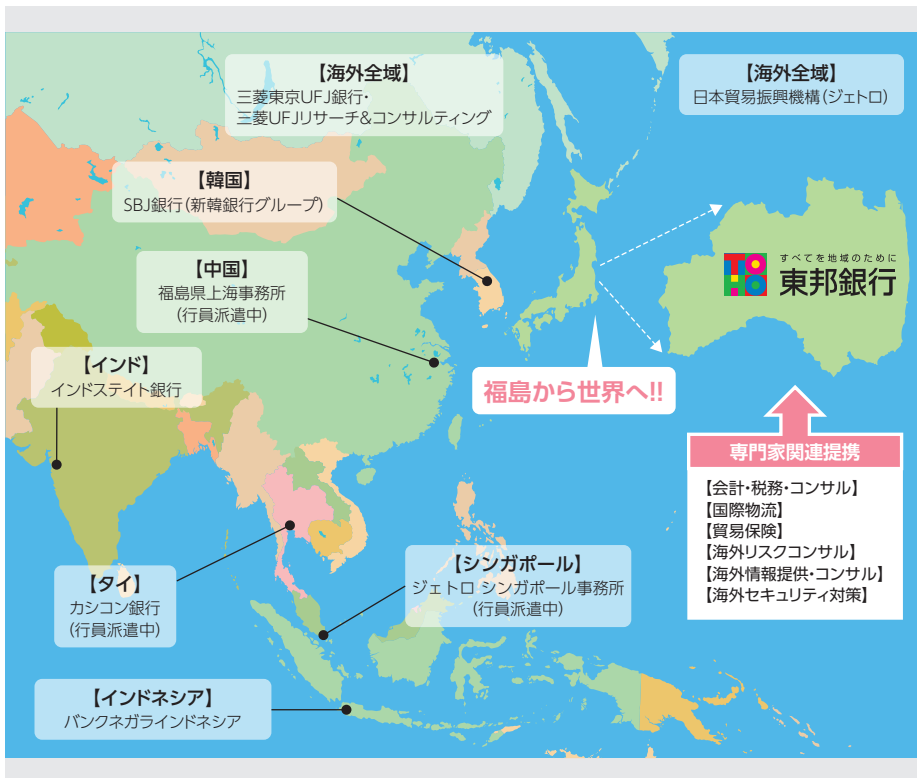 【海外全域】
三菱東京UFJ銀行・
三菱UFJリサーチ&コンサルティング
【海外全域】
日本貿易振興機構(ジェトロ)
【韓国】
SBJ銀行(新韓銀行グループ)
【中国】
福島県上海事務所
(行員派遣中)
TOHO
すべてを地域のために
東邦銀行
【インド】
インドステイト銀行
福島から世界へ!!
専門家関連提携
【会計・税務・コンサル】
【国際物流】
【貿易保険】
【海外リスクコンサル】
【海外情報提供・コンサル】
【海外セキュリティ対策】
【タイ】
カシコン銀行
(行員派遣中)
【シンガポール】
ジェトロ シンガポール事務所
(行員派遣中)
【インドネシア】
バンクネガラインドネシア